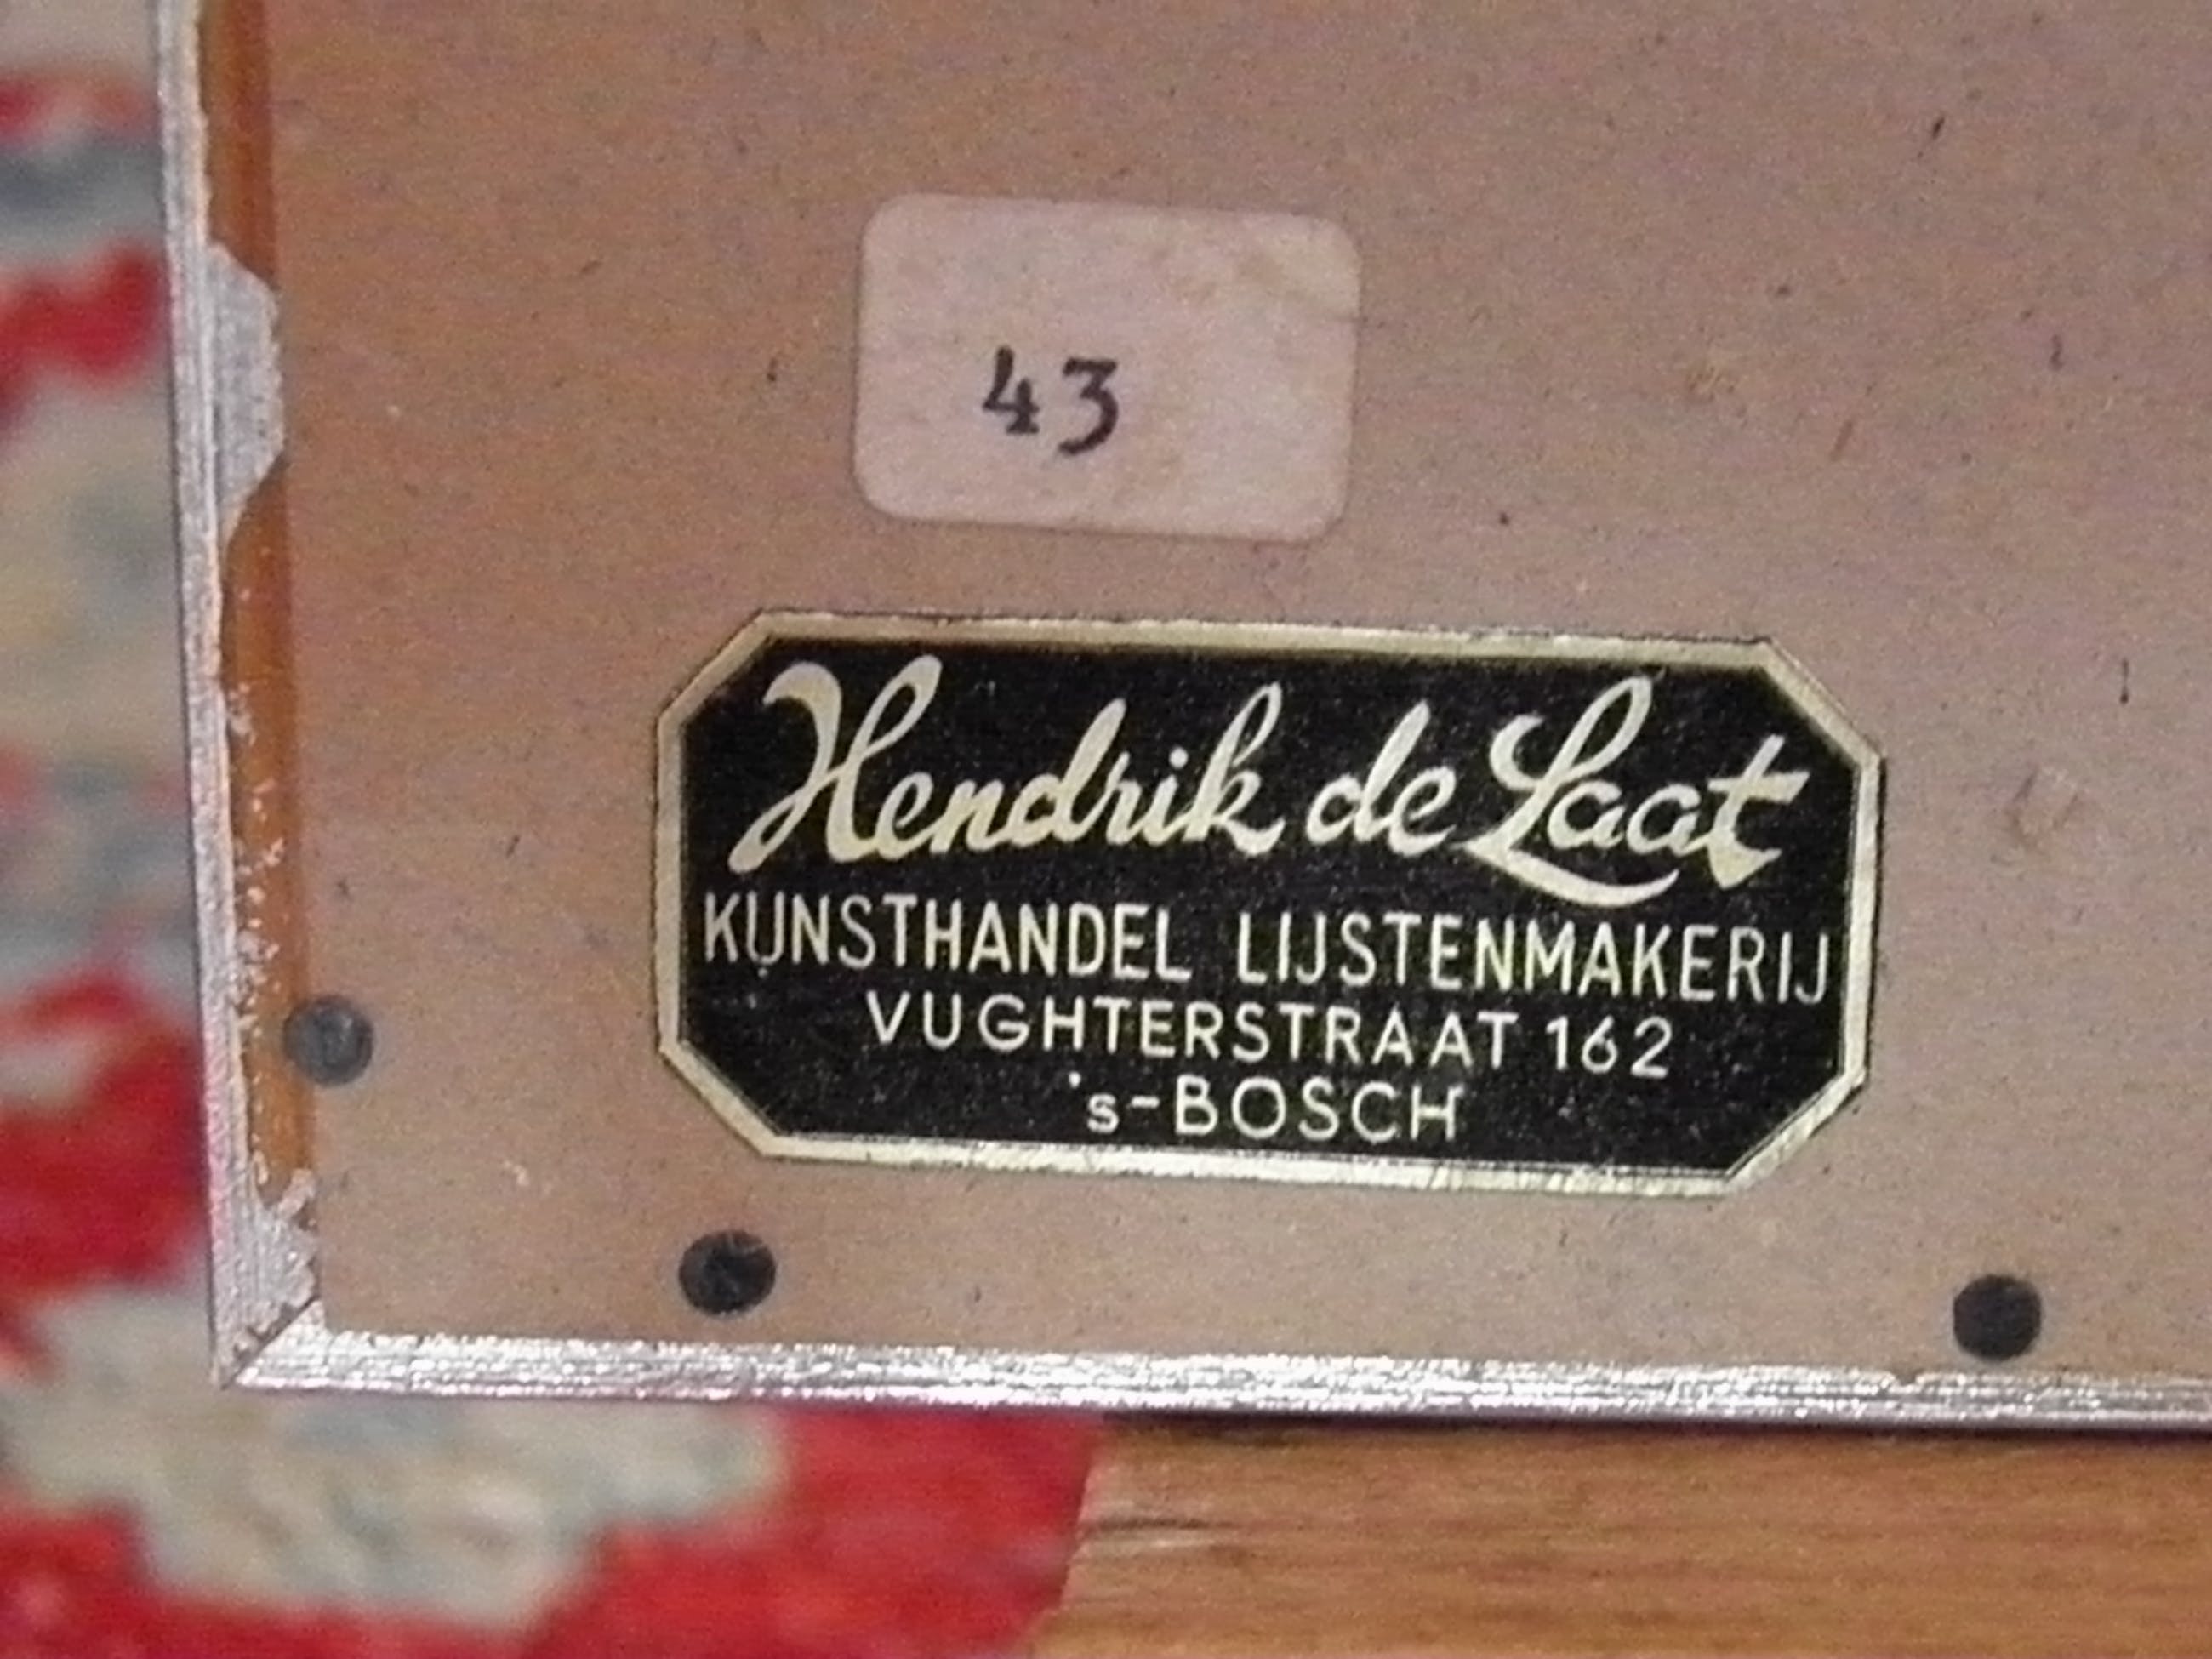 43
Hendrik de Laat
KUNSTHANDEL LIJSTENMAKERIJ
VUGHTERSTRAAT 162
's-BOSCH